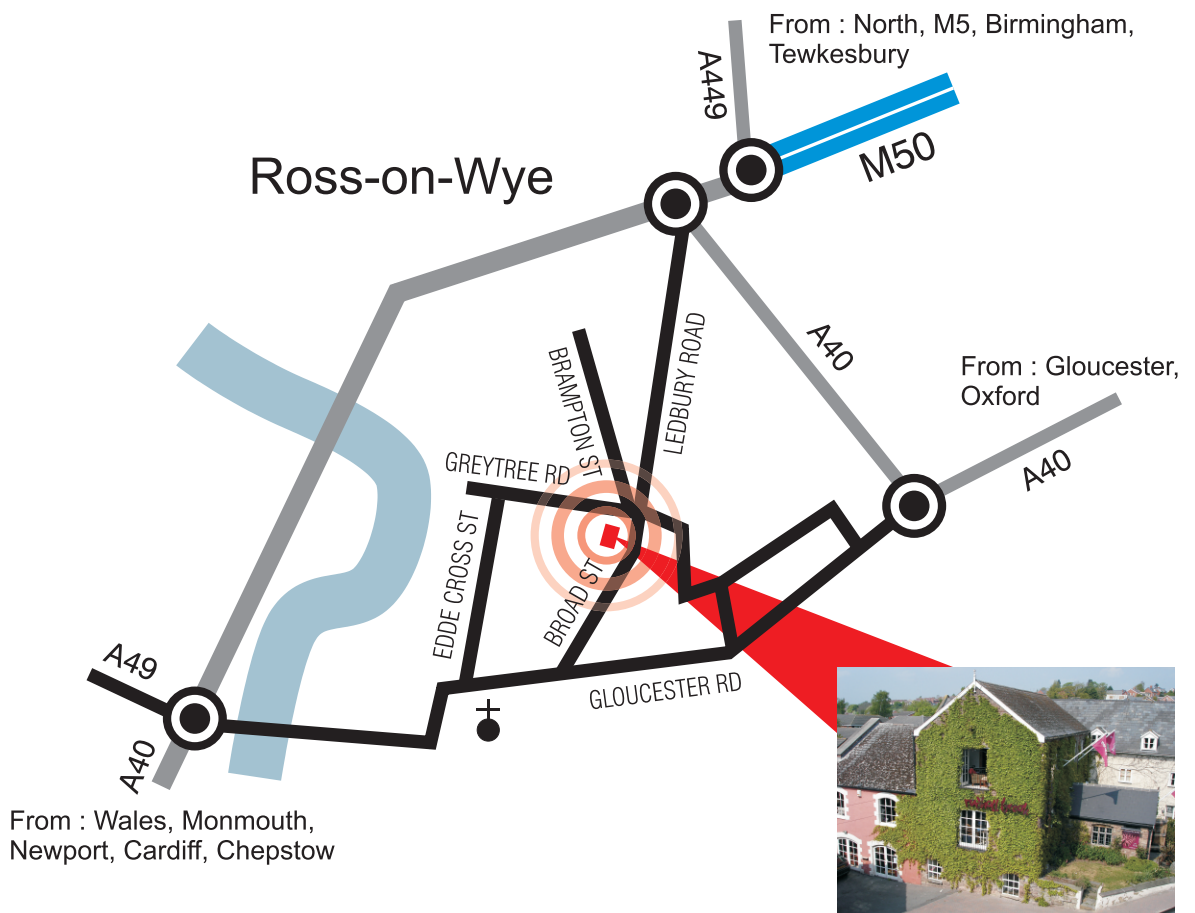 From : North, M5, Birmingham,
Tewkesbury
A449
M50
Ross-on-Wye
A40
From : Gloucester,
Oxford
A40
LEDBURY ROAD
BRAMPTON ST
GREYTREE RD
EDDE CROSS ST
BROAD ST
GLOUCESTER RD
A49
A40
From : Wales, Monmouth,
Newport, Cardiff, Chepstow